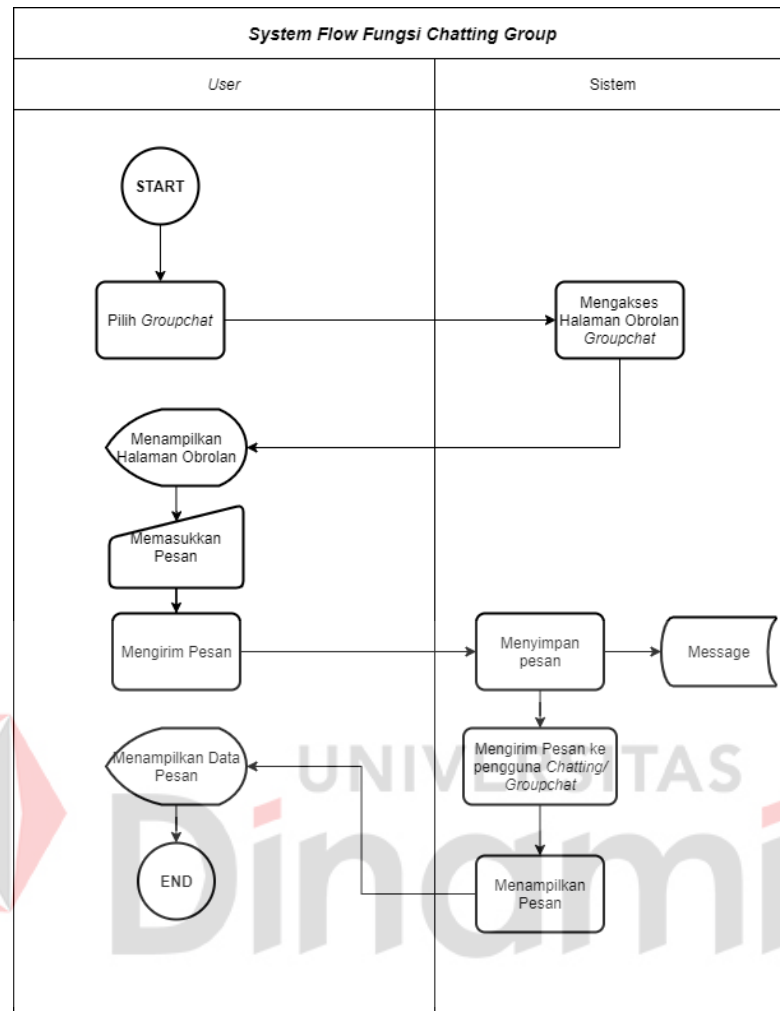 System Flow Fungsi Chatting Group
User
Sistem
START
Pilih Groupchat
Mengakses
Halaman Obrolan
Groupchat
Menampilkan
Halaman Obrolan
Memasukkan
Pesan
Mengirim Pesan
Menyimpan
pesan
Message
Menampilkan Data
Pesan
Mengirim Pesan ke
pengguna Chatting/
Groupchat
END
Menampilkan
Pesan
UNIVERSITAS
Dinami